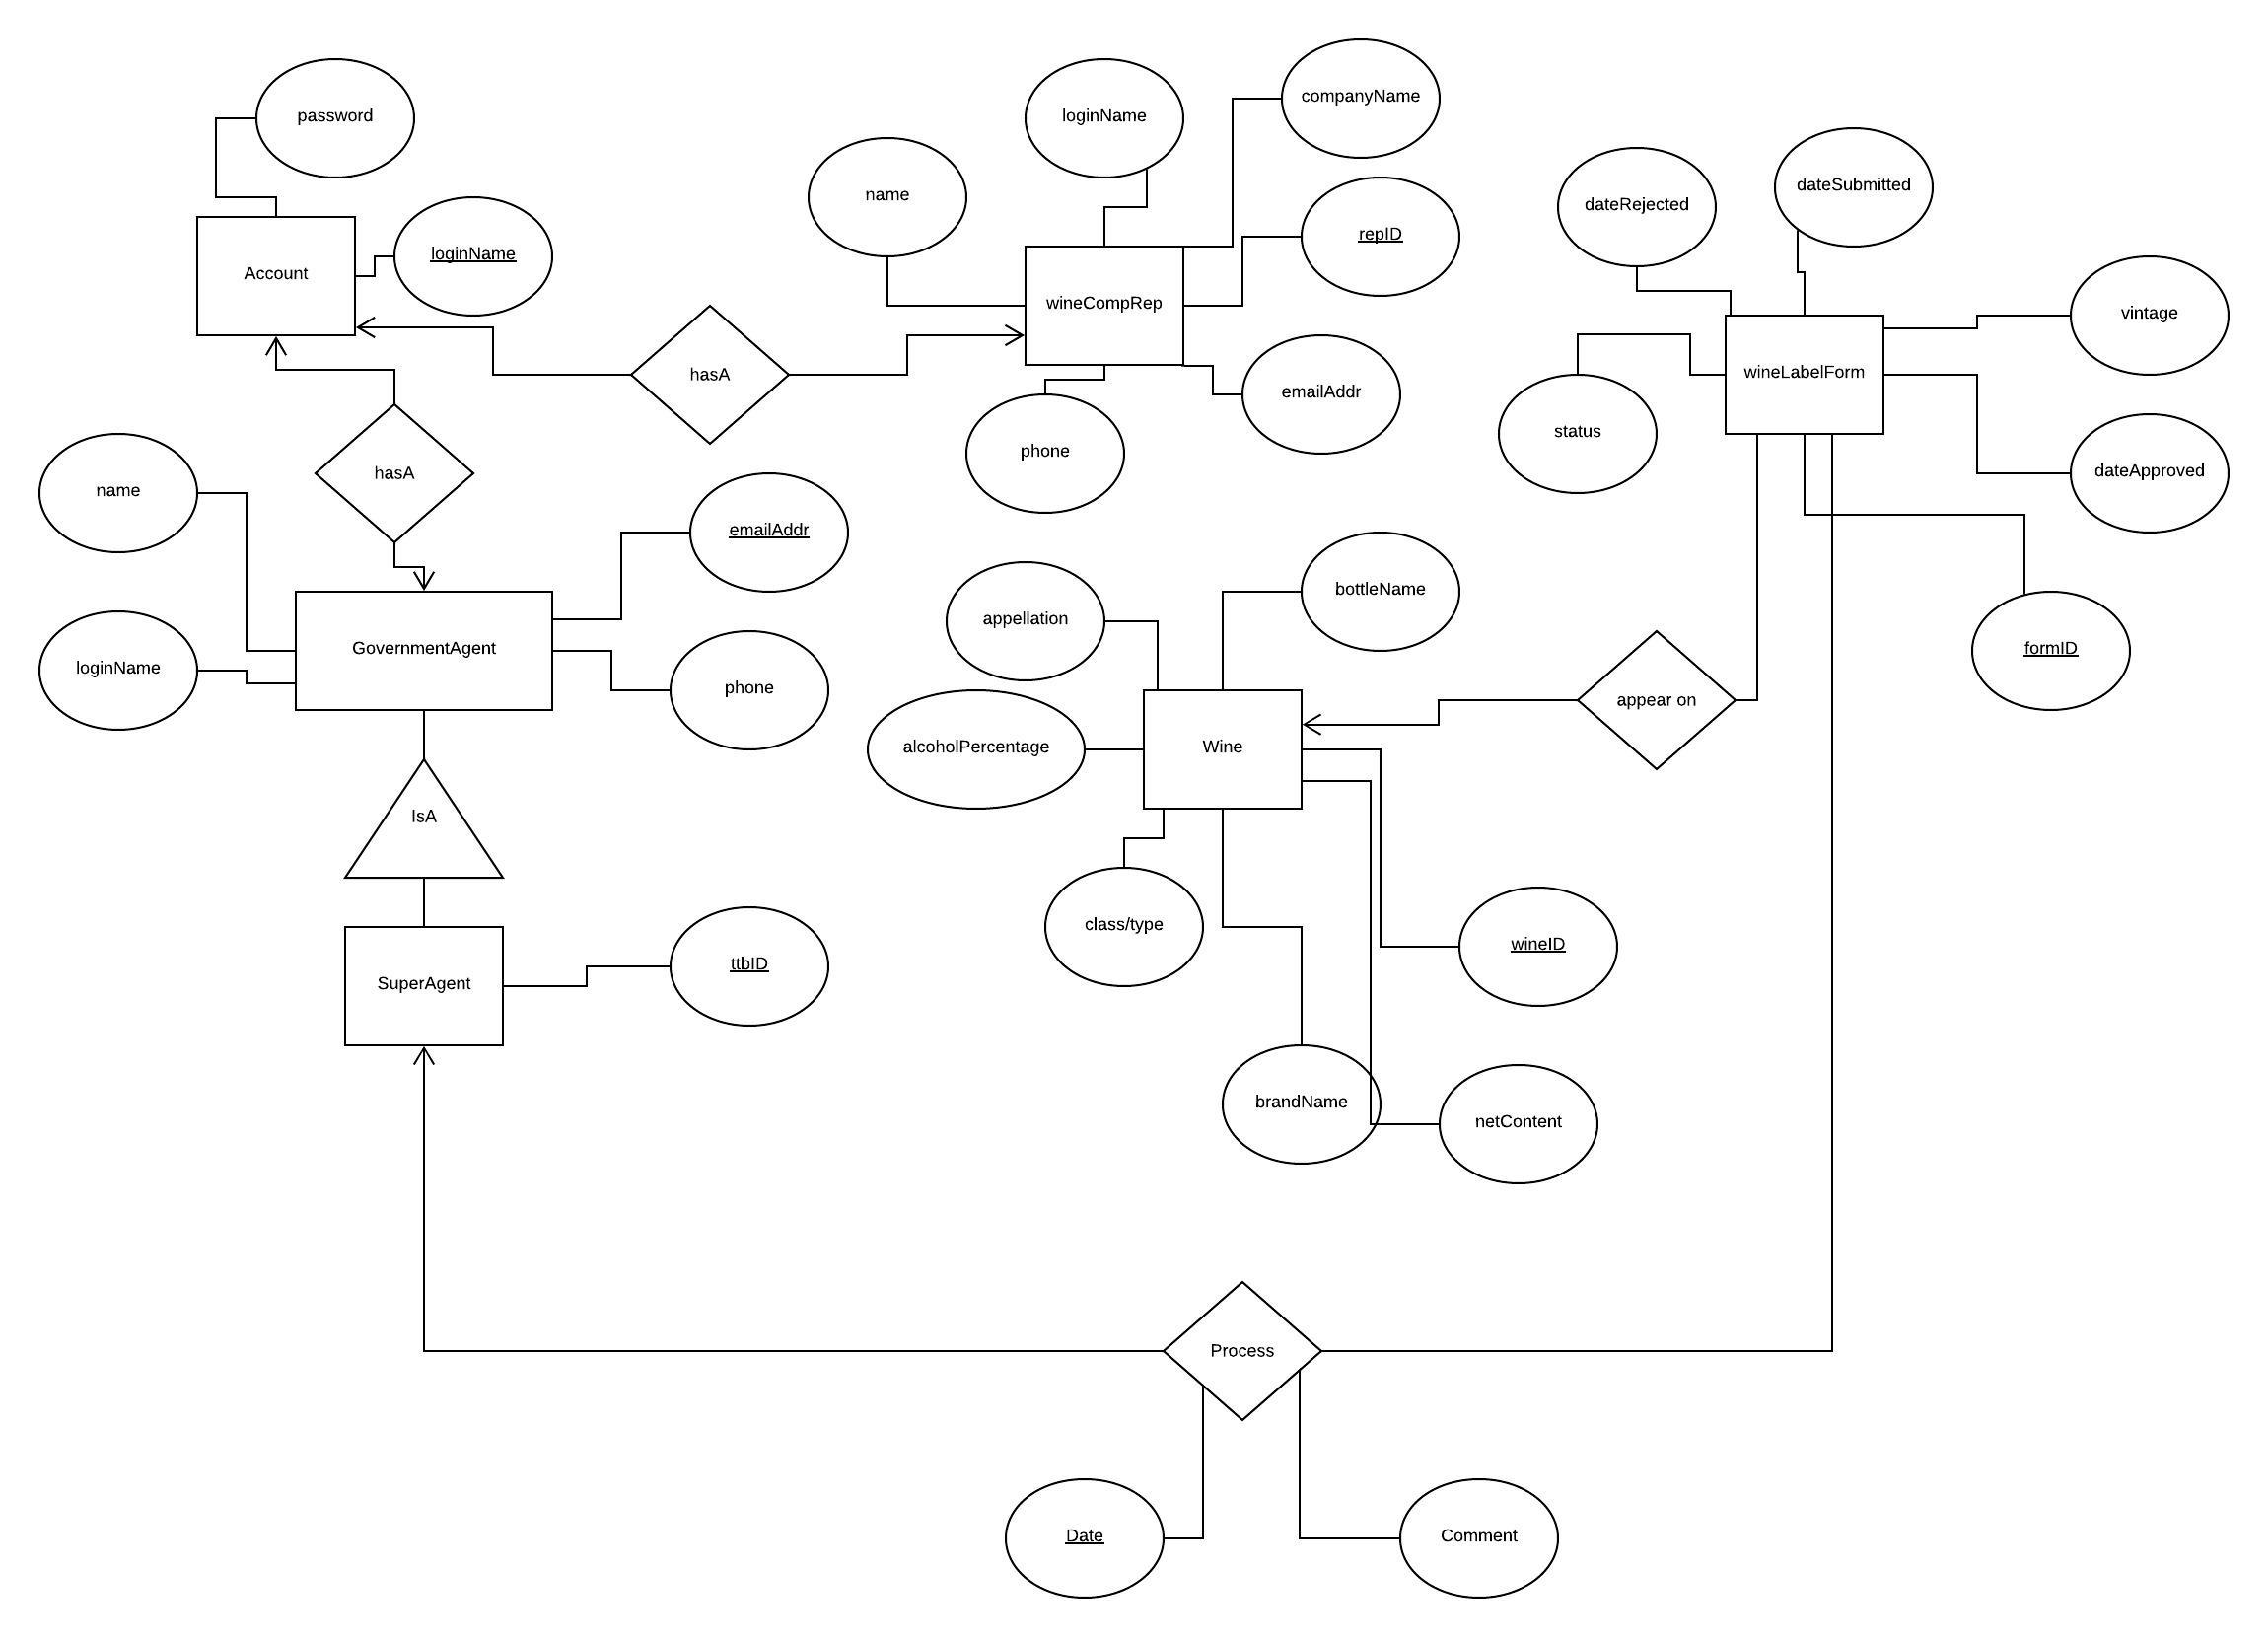 password
loginName
Account
name
loginName
companyName
repID
wineCompRep
emailAddr
phone
hasA
dateRejected
dateSubmitted
vintage
wineLabelForm
status
dateApproved
formID
hasA
name
loginName
GovernmentAgent
emailAddr
phone
IsA
SuperAgent
ttbID
appellation
bottleName
appear on
alcoholPercentage
Wine
class/type
wineID
brandName
netContent
Process
Date
Comment